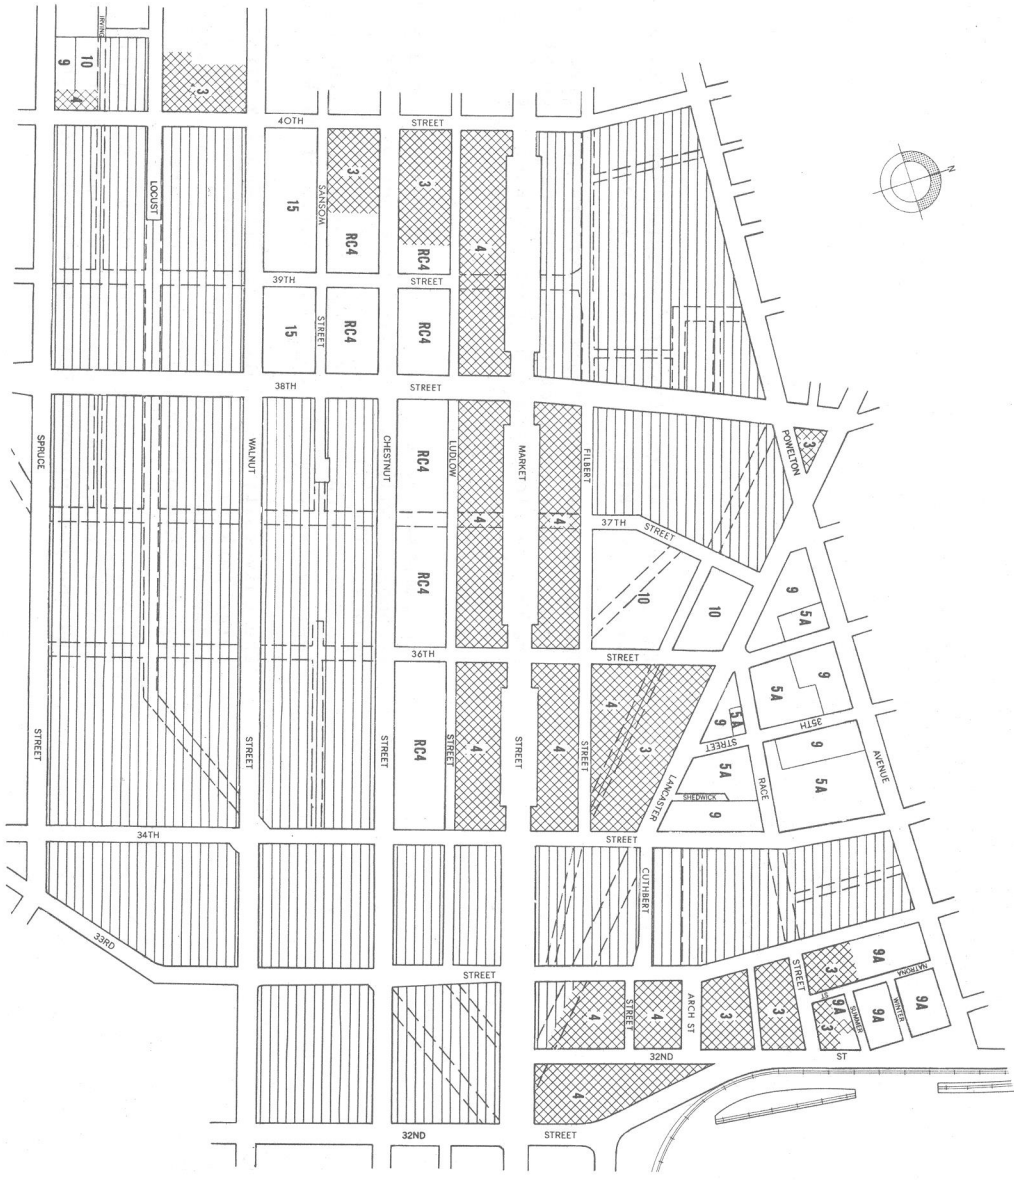 IRVING
9
10
4
3
40TH STREET
LOCUST
15
SANSOM
3
RC4
3
RC4
4
N
39TH STREET
15
STREET
RC4
RC4
38TH STREET
SPRUCE
WALNUT
CHESTNUT
RC4
LUDLOW
MARKET
FILBERT
POWELTON
3
4
4
37TH STREET
RC4
10
10
9
5A
36TH STREET
5A
9
35TH
STREET
STREET
STREET
RC4
STREET
4
STREET
4
STREET
4
3
LANCASTER
9
5A
STREET
5A
SHEDWICK
9
RACE
9
5A
AVENUE
34TH STREET
CUTHBERT
33RD STREET
STREET
3
9A
NATRONA
4
STREET
4
ARCH ST
3
3
ST
9A
3
SUMMER
9A
WINTER
9A
32ND ST
4
32ND STREET